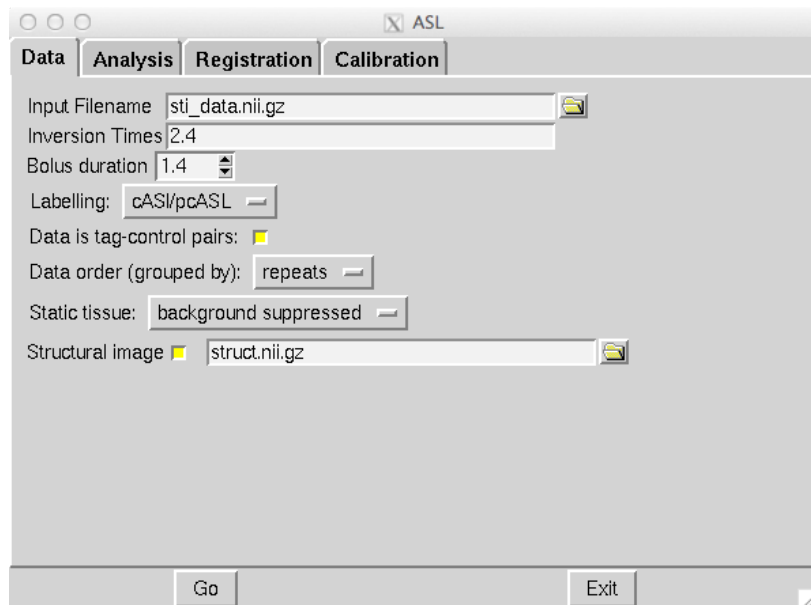 X ASL
Data Analysis Registration Calibration
Input Filename sti_data.nii.gz
Inversion Times 2.4
Bolus duration 1.4
Labelling: cASl/pcASL
Data is tag-control pairs:
Data order (grouped by): repeats
Static tissue: background suppressed
Structural image struct.nii.gz
Go Exit